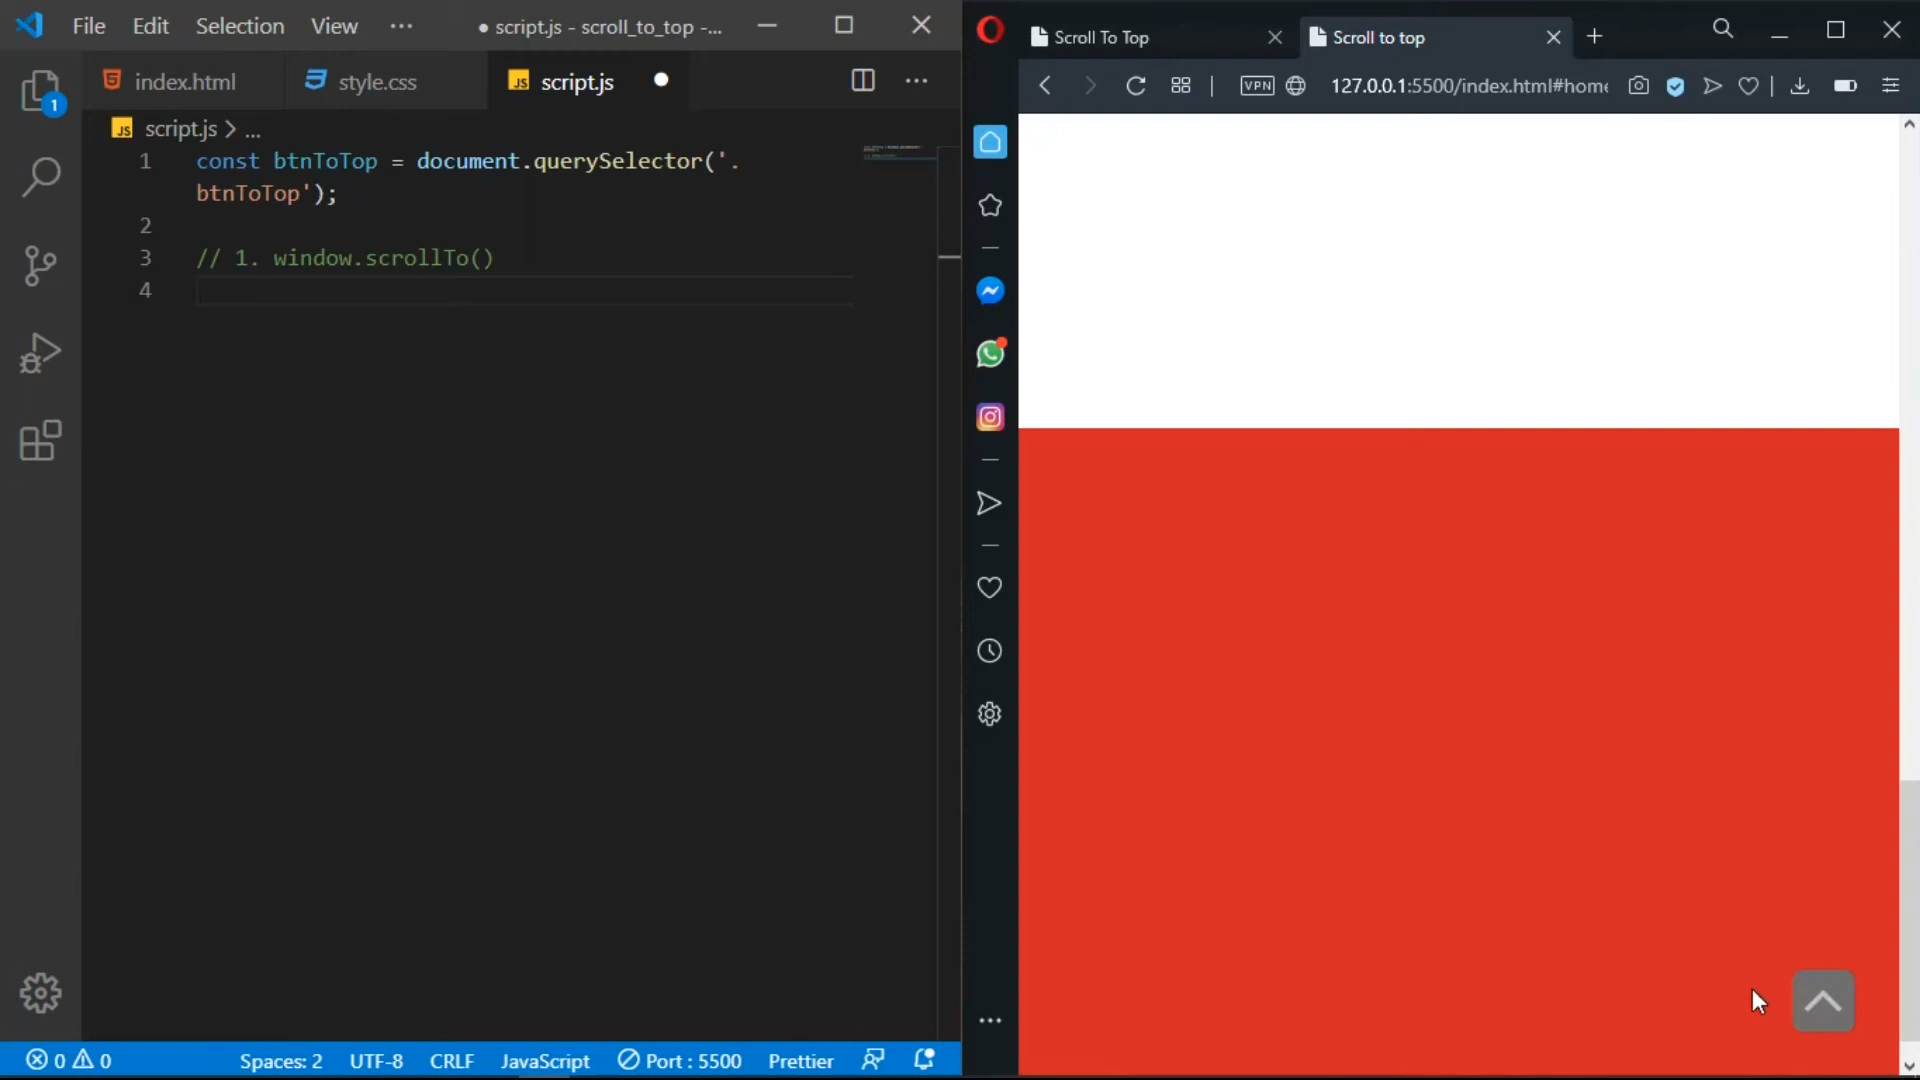 File Edit Selection View ··· ● script.js - scroll_to_top -...
index.html style.css script.js ● ···
JS script.js > ...
1 const btnToTop = document.querySelector('.
btnToTop');
2
3 // 1. window.scrollTo()
4
1
0 0 Spaces: 2 UTF-8 CRLF JavaScript Port : 5500 Prettier
Scroll To Top Scroll to top
VPN 127.0.0.1:5500/index.html#home